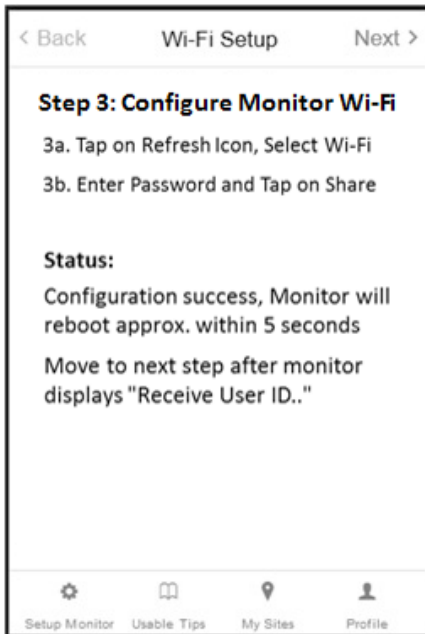 < Back Wi-Fi Setup Next >
Step 3: Configure Monitor Wi-Fi
3a. Tap on Refresh Icon, Select Wi-Fi
3b. Enter Password and Tap on Share
Status:
Configuration success, Monitor will
reboot approx. within 5 seconds
Move to next step after monitor
displays "Receive User ID.."
Setup Monitor Usable Tips My Sites Profile